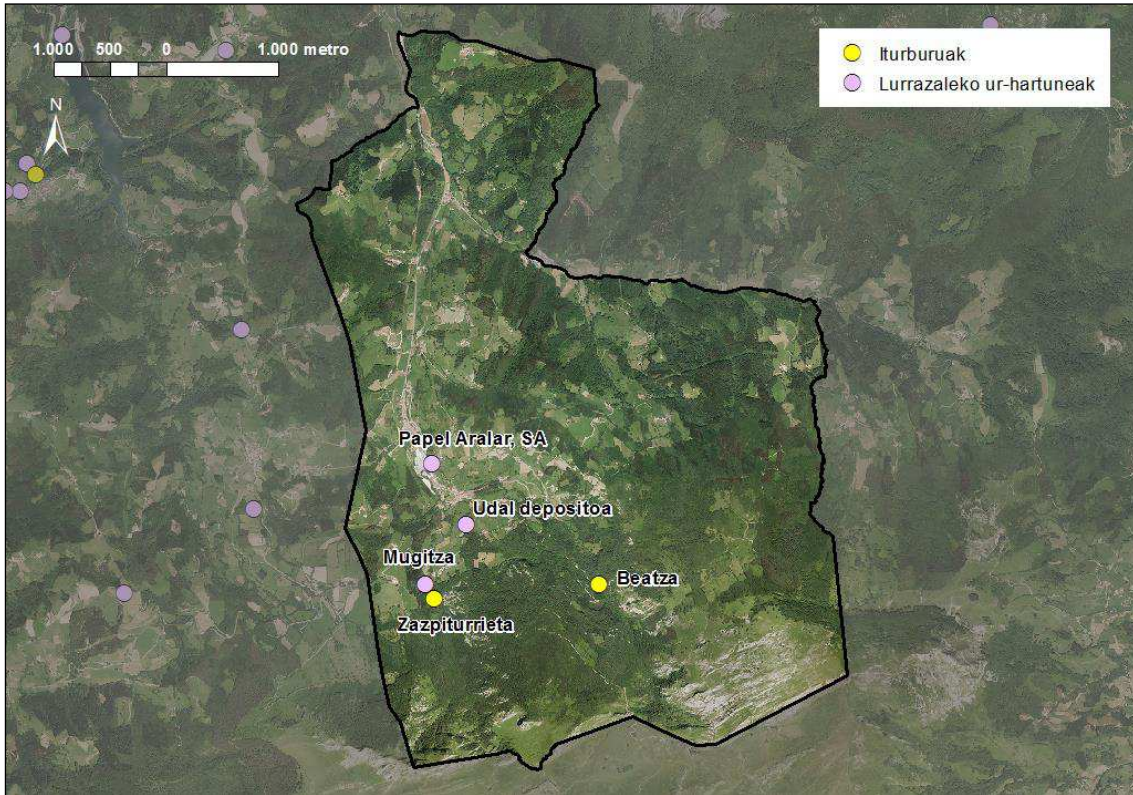 1.000 500 0 1.000 metro
N
Iturburuak
Lurrazaleko ur-hartuneak
Papel Aralar, SA
Udal depositoa
Mugitza
Beatza
Zazpiturrieta